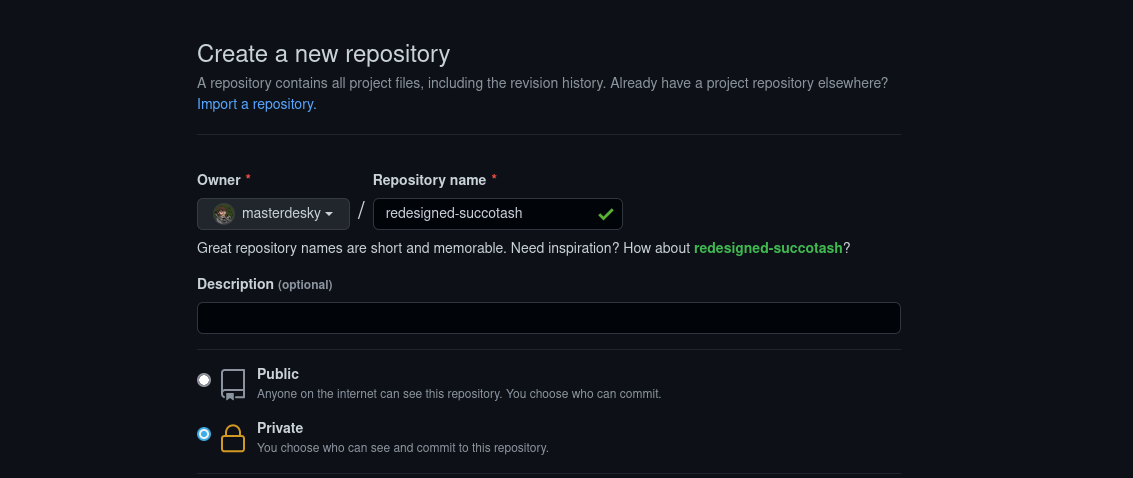 Create a new repository
A repository contains all project files, including the revision history. Already have a project repository elsewhere?
Import a repository.
Owner * Repository name *
masterdesky / redesigned-succotash
Great repository names are short and memorable. Need inspiration? How about redesigned-succotash?
Description (optional)
Public
Anyone on the internet can see this repository. You choose who can commit.
Private
You choose who can see and commit to this repository.